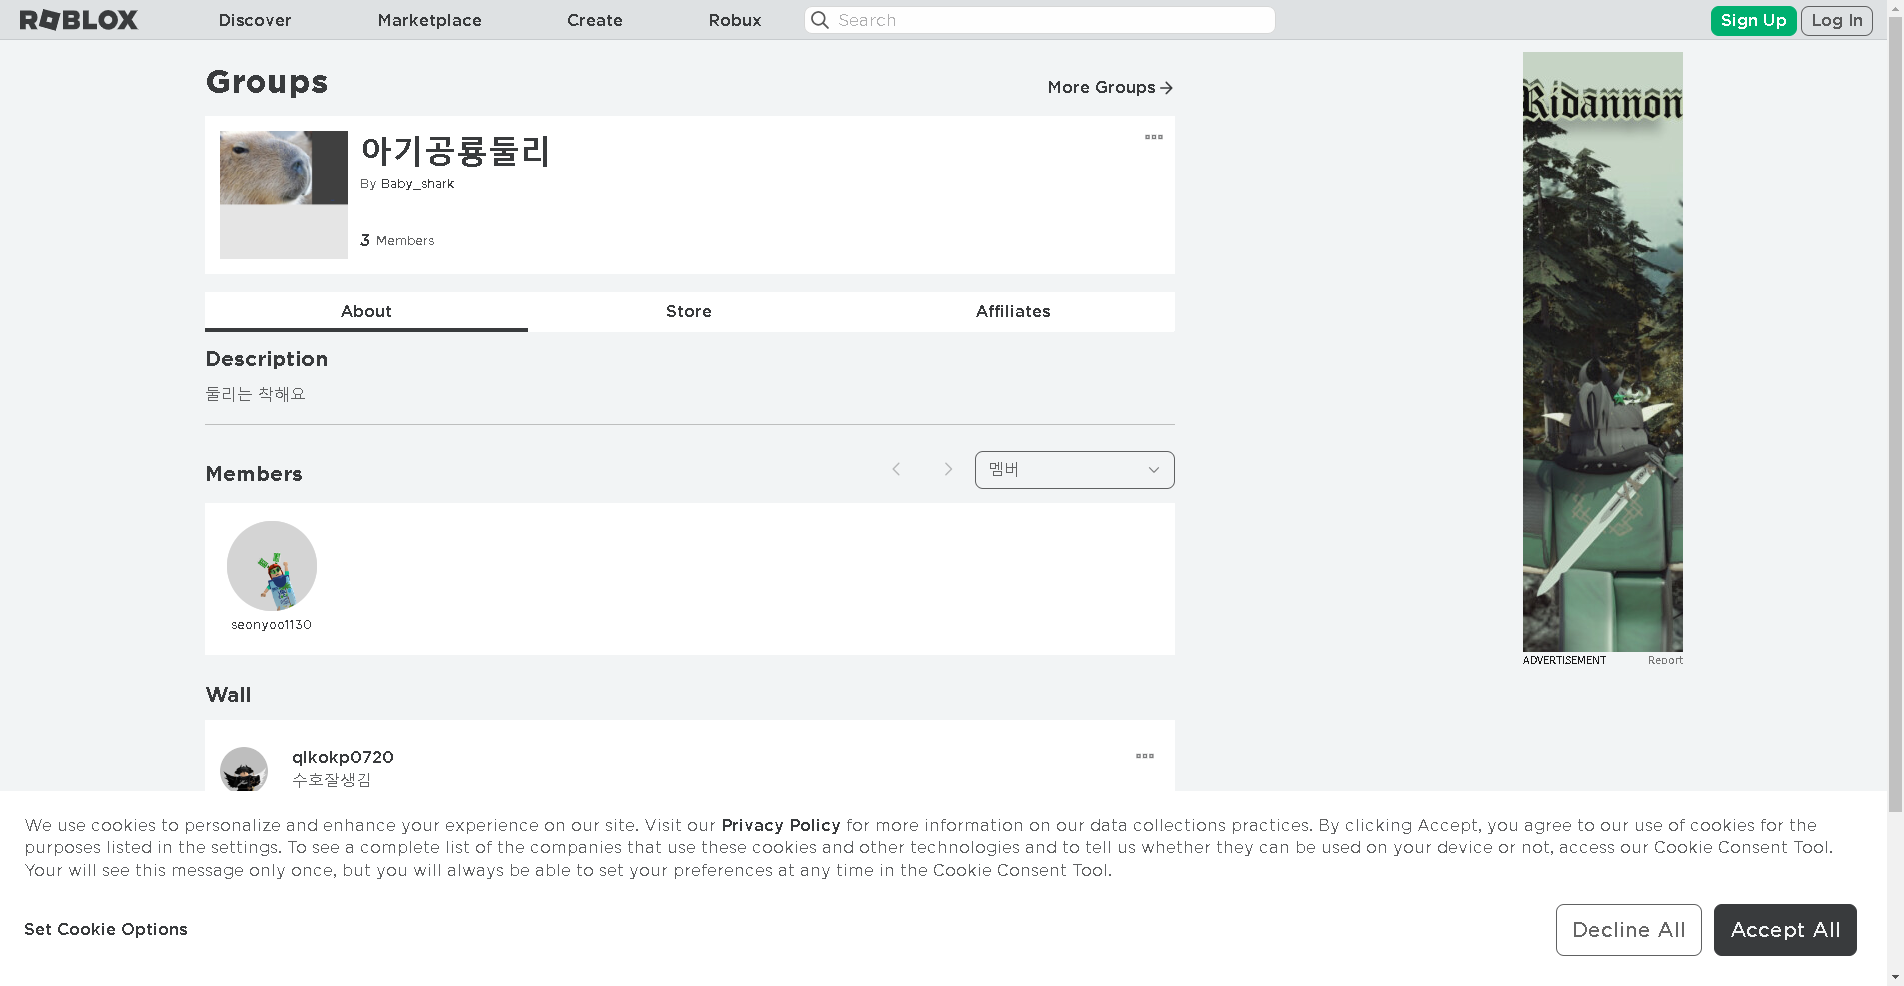 ROBLOX
Discover
Marketplace
Create
Robux
Search
Sign Up
Log In
Groups
More Groups
아기공룡둘리
By Baby_shark
3 Members
About
Store
Affiliates
Description
둘리는 착해요
Members
멤버
seonyoo1130
Wall
qlkokp0720
수호잘생김
Ridannon
ADVERTISEMENT
Report
We use cookies to personalize and enhance your experience on our site. Visit our Privacy Policy for more information on our data collections practices. By clicking Accept, you agree to our use of cookies for the
purposes listed in the settings. To see a complete list of the companies that use these cookies and other technologies and to tell us whether they can be used on your device or not, access our Cookie Consent Tool.
Your will see this message only once, but you will always be able to set your preferences at any time in the Cookie Consent Tool.
Set Cookie Options
Decline All
Accept All